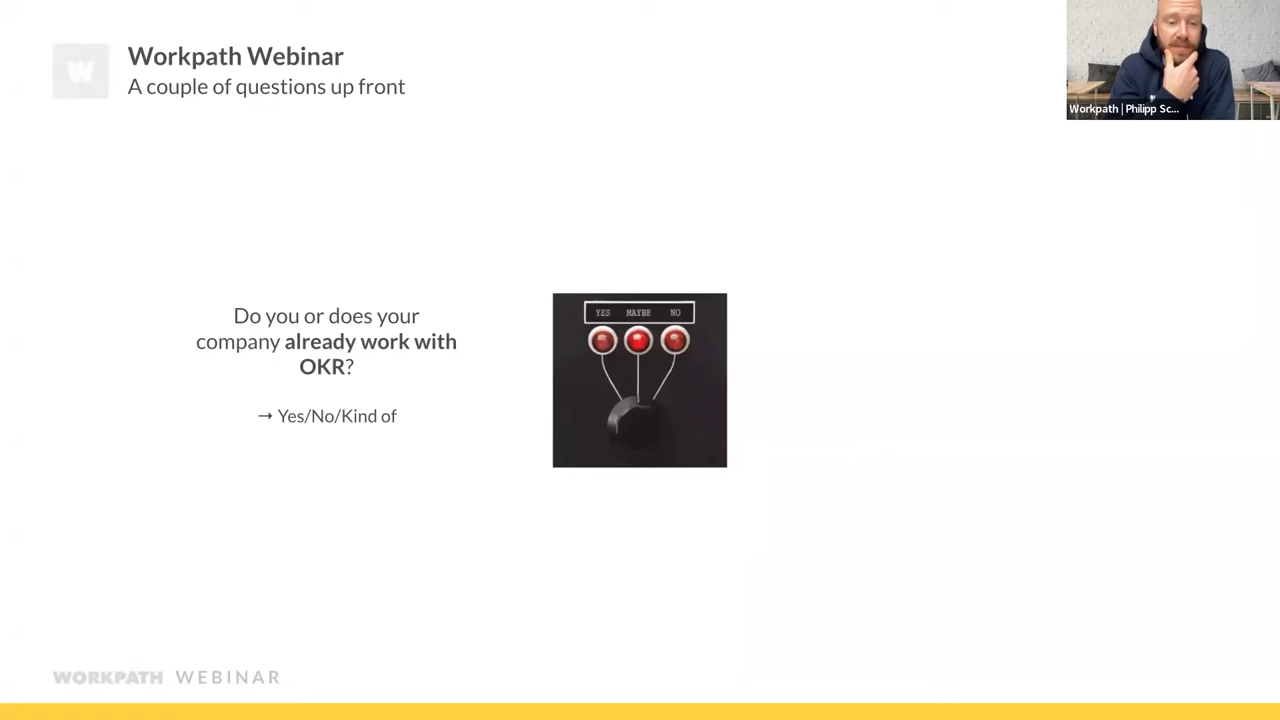 W
Workpath Webinar
A couple of questions up front
Workpath | Philipp Sc...
Do you or does your
company already work with
OKR?
→ Yes/No/Kind of
YES MAYBE NO
WORKPATH WEBINAR